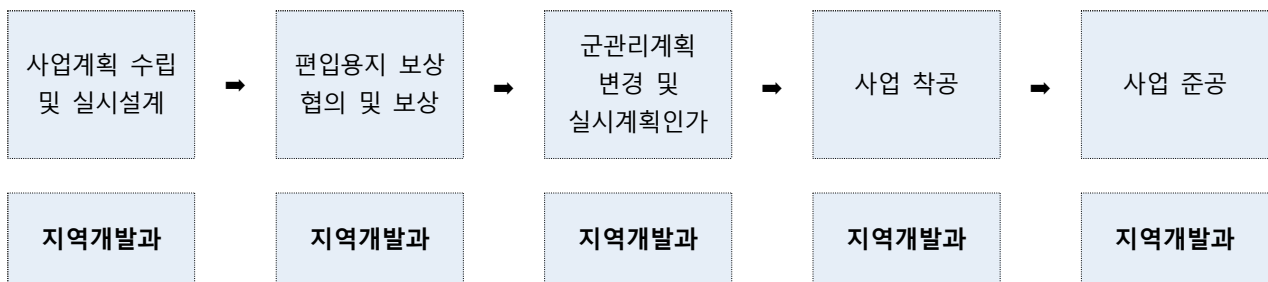 사업계획 수립
및 실시설계
➡
편입용지 보상
협의 및 보상
➡
군관리계획
변경 및
실시계획인가
➡
사업 착공
➡
사업 준공
지역개발과
지역개발과
지역개발과
지역개발과
지역개발과